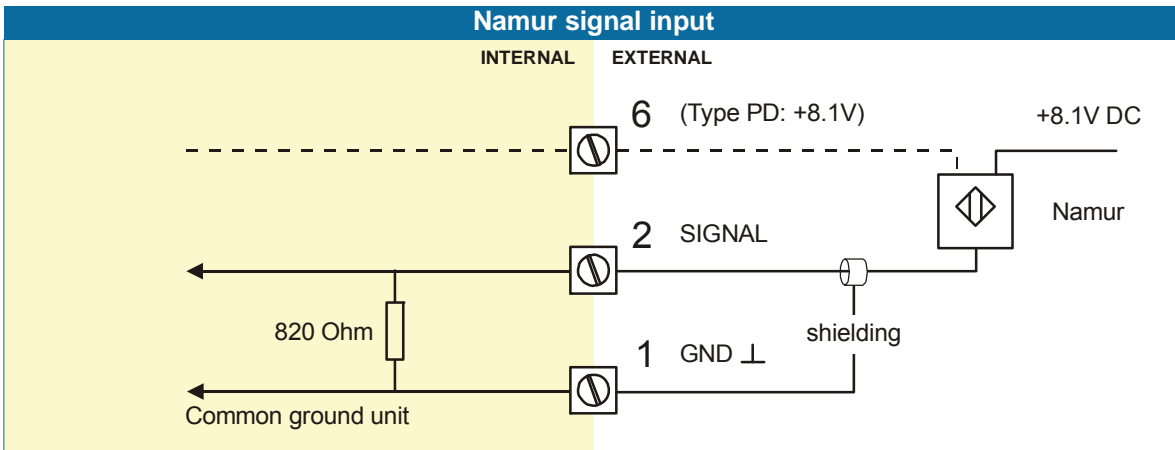 Namur signal input
INTERNAL EXTERNAL
6 (Type PD: +8.1V) +8.1V DC
Namur
2 SIGNAL
820 Ohm
shielding
1 GND ⊥
Common ground unit